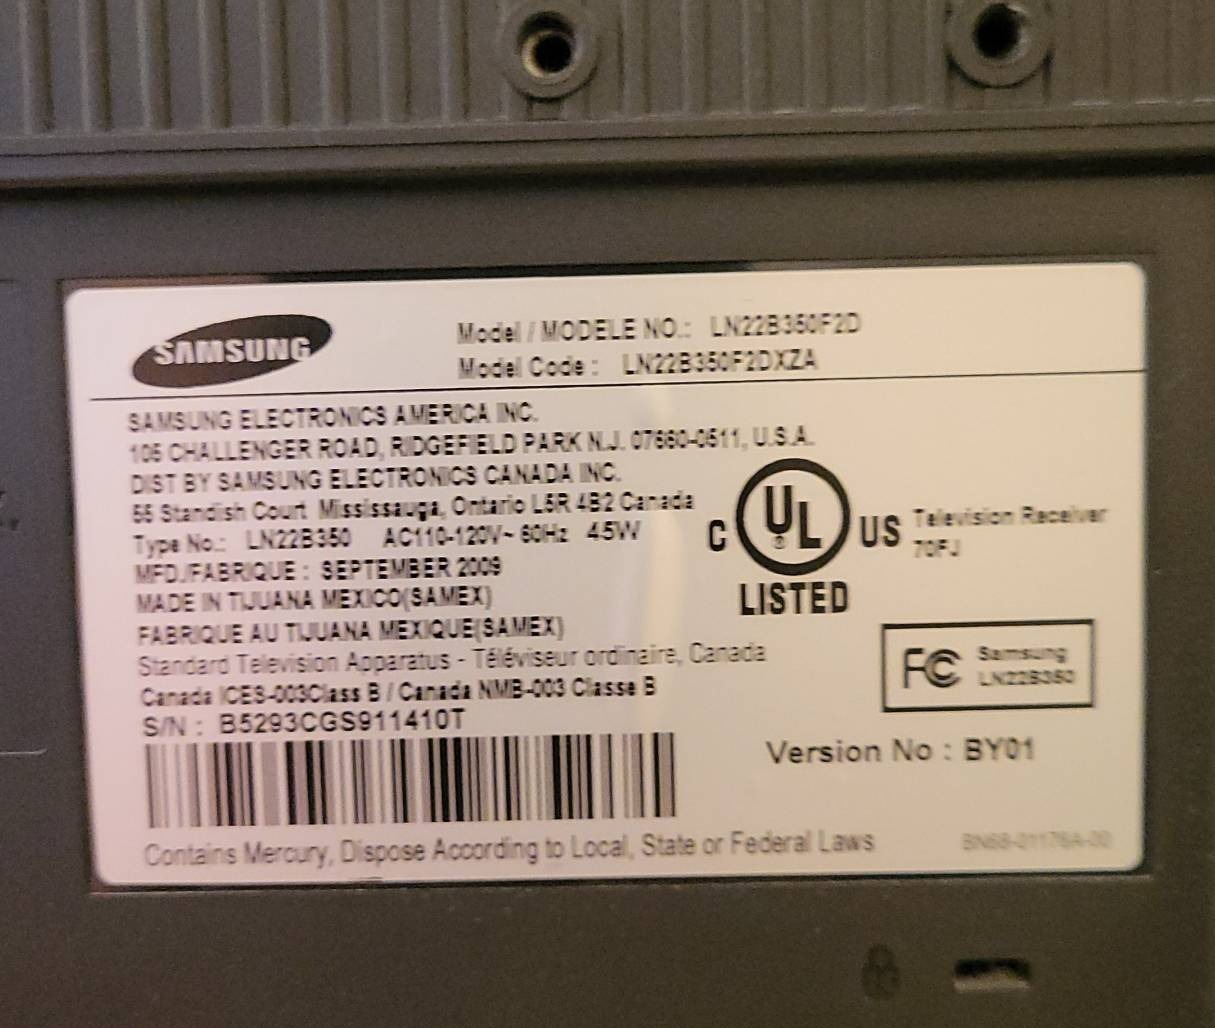 SAMSUNG
Model / MODELE NO.: LN22B350F2D
Model Code : LN22B350F2DXZA
SAMSUNG ELECTRONICS AMERICA INC.
105 CHALLENGER ROAD, RIDGEFIELD PARK N.J. 07660-0511, U.S.A.
DIST BY SAMSUNG ELECTRONICS CANADA INC.
55 Standish Court Mississauga, Ontario L5R 4B2 Canada
Type No.: LN22B350 AC110-120V~ 60Hz 45W
MFD./FABRIQUE : SEPTEMBER 2009
MADE IN TIJUANA MEXICO(SAMEX)
FABRIQUE AU TIJUANA MEXIQUE(SAMEX)
Standard Television Apparatus - Téléviseur ordinaire, Canada
Canada ICES-003Class B / Canada NMB-003 Classe B
S/N : B5293CGS911410T
C UL ® US
LISTED
Television Receiver
70FJ
FC Samsung
LN22B350
Version No : BY01
Contains Mercury, Dispose According to Local, State or Federal Laws
BN68-01176A-00